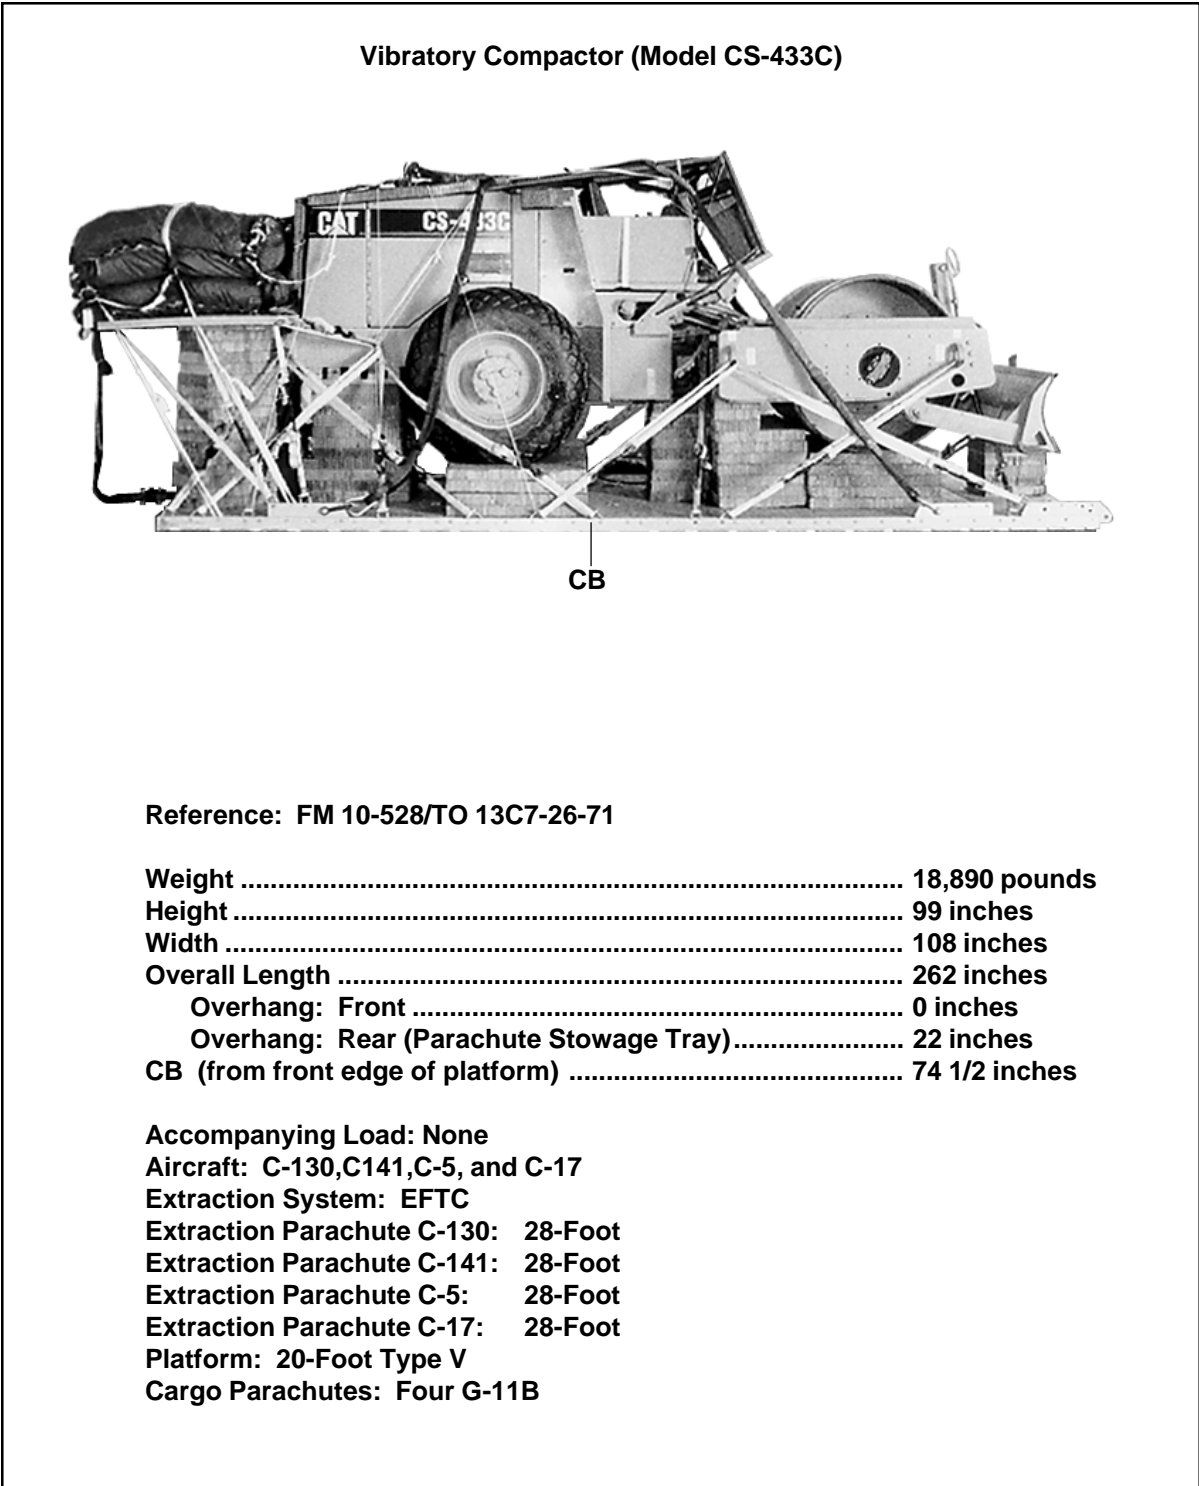 Vibratory Compactor (Model CS-433C)
CAT CS-433C
CB
Reference: FM 10-528/TO 13C7-26-71
Weight ........................................................................................ 18,890 pounds
Height ......................................................................................... 99 inches
Width .......................................................................................... 108 inches
Overall Length ........................................................................... 262 inches
Overhang: Front ................................................................. 0 inches
Overhang: Rear (Parachute Stowage Tray)....................... 22 inches
CB (from front edge of platform) ............................................ 74 1/2 inches
Accompanying Load: None
Aircraft: C-130,C141,C-5, and C-17
Extraction System: EFTC
Extraction Parachute C-130: 28-Foot
Extraction Parachute C-141: 28-Foot
Extraction Parachute C-5: 28-Foot
Extraction Parachute C-17: 28-Foot
Platform: 20-Foot Type V
Cargo Parachutes: Four G-11B